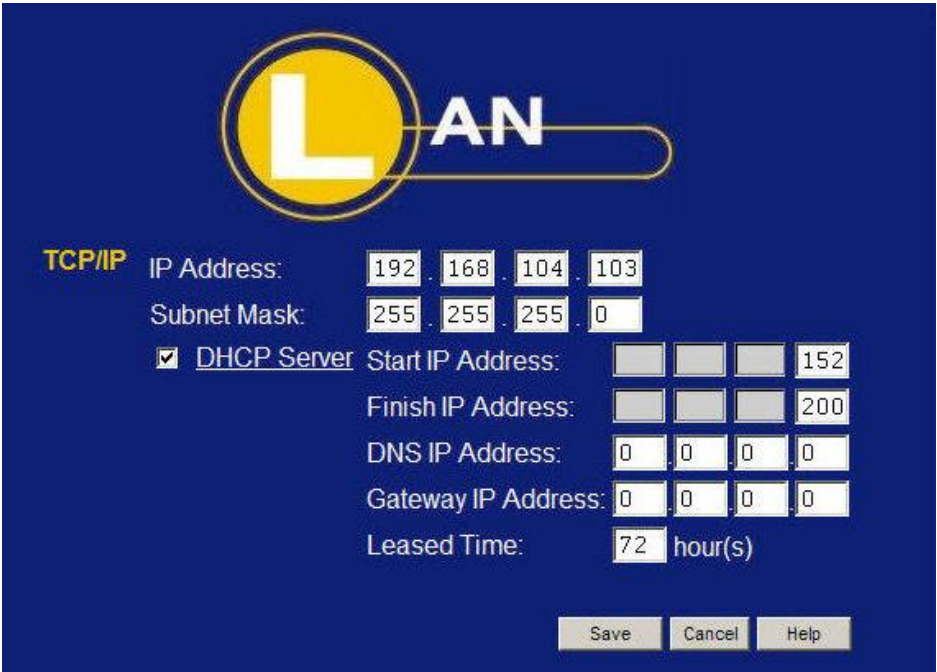 LAN
TCP/IP IP Address: 192 . 168 . 104 . 103
Subnet Mask: 255 . 255 . 255 . 0
DHCP Server Start IP Address: 152
Finish IP Address: 200
DNS IP Address: 0 .0 .0 .0
Gateway IP Address: 0 .0 .0 .0
Leased Time: 72 hour(s)
Save Cancel Help